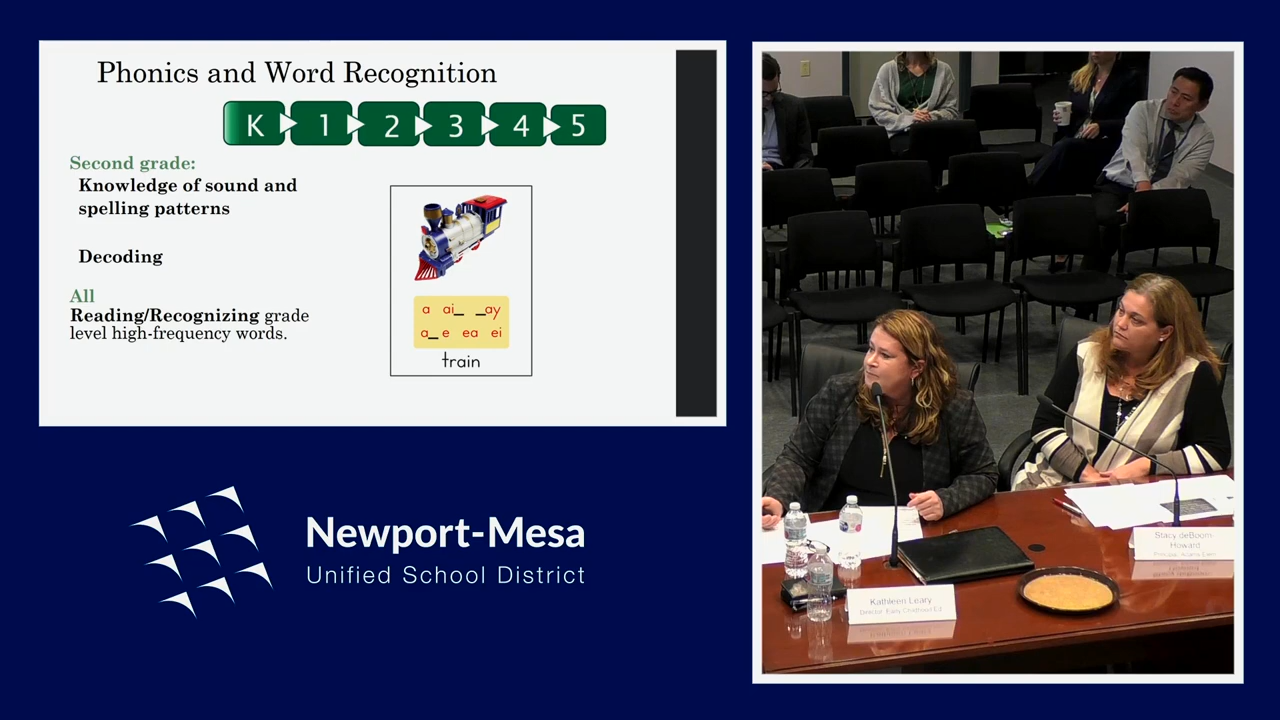 Phonics and Word Recognition
K 1 2 3 4 5
Second grade:
Knowledge of sound and
spelling patterns
Decoding
All
Reading/Recognizing grade
level high-frequency words.
a ai_ _ay
a_e ea ei
train
Newport-Mesa
Unified School District
Stacy deBoom
Howard
Principal,
Kathleen Leary
Director, Early Childhood Ed